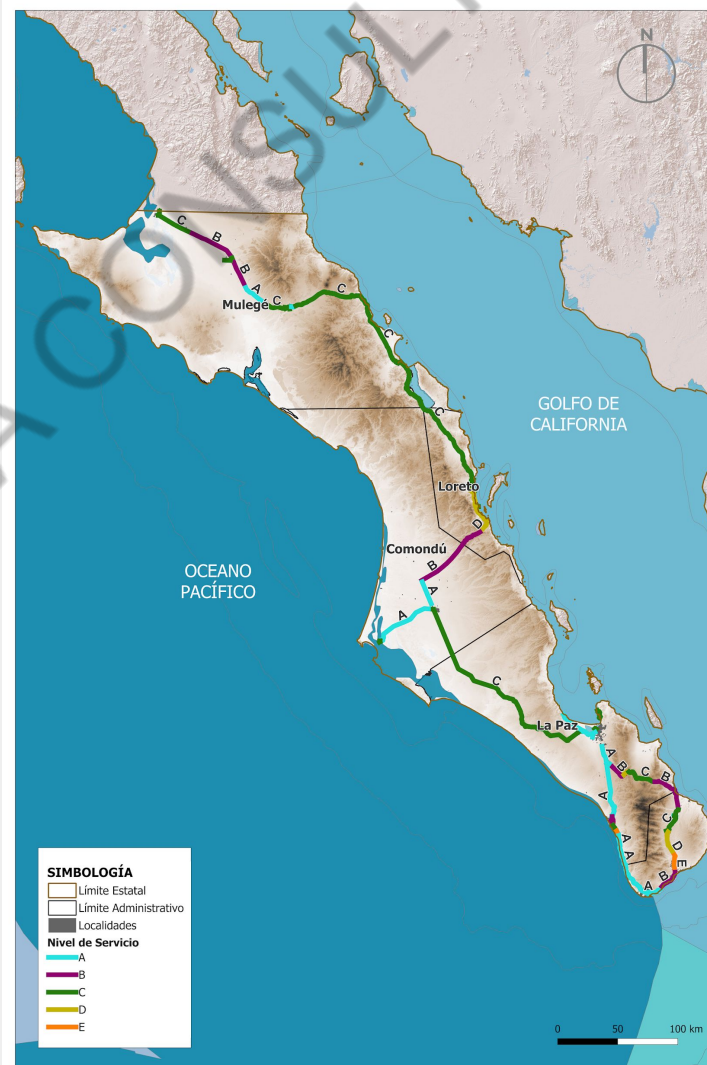 A CONSULT
N
C
B
B
A
Mulegé
C
C
C
C
GOLFO DE
CALIFORNIA
Loreto
D
Comondú
B
OCEANO
PACÍFICO
A
A
C
La Paz
A
B
C
B
A
C
A
D
A
E
B
A
SIMBOLOGÍA
Límite Estatal
Límite Administrativo
Localidades
Nivel de Servicio
A
B
C
D
E
0 50 100 km